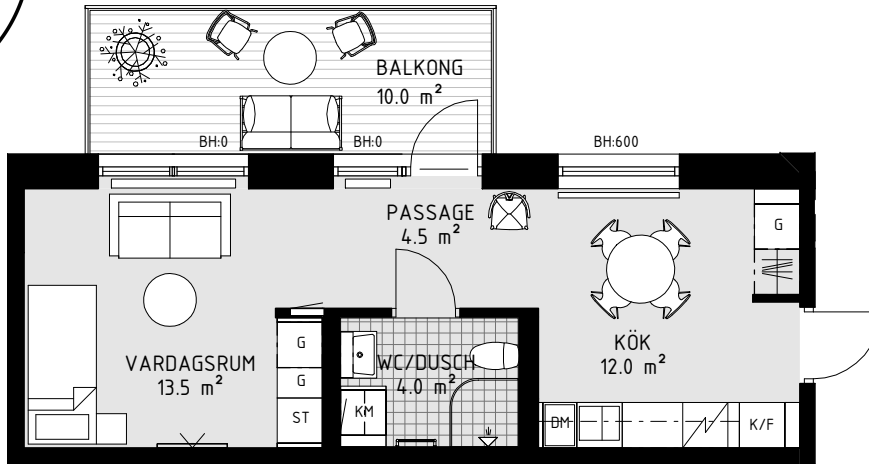 BALKONG
10.0 m²
BH:0
BH:0
BH:600
PASSAGE
4.5 m²
G
VARDAGSRUM
13.5 m²
G
G
ST
WC/DUSCH
4.0 m²
KM
KÖK
12.0 m²
DM
K/F